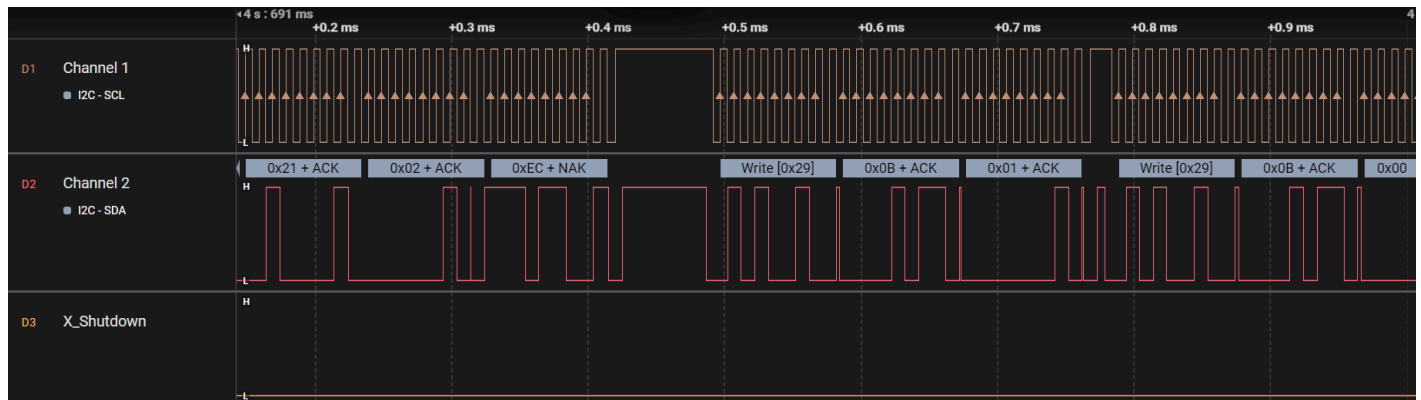 4 s : 691 ms
+0.2 ms +0.3 ms +0.4 ms +0.5 ms +0.6 ms +0.7 ms +0.8 ms +0.9 ms 4
D1 Channel 1 H
I2C - SCL
L
0x21 + ACK 0x02 + ACK 0xEC + NAK Write [0x29] 0x0B + ACK 0x01 + ACK Write [0x29] 0x0B + ACK 0x00
D2 Channel 2 H
I2C - SDA
L
H
D3 X_Shutdown
L